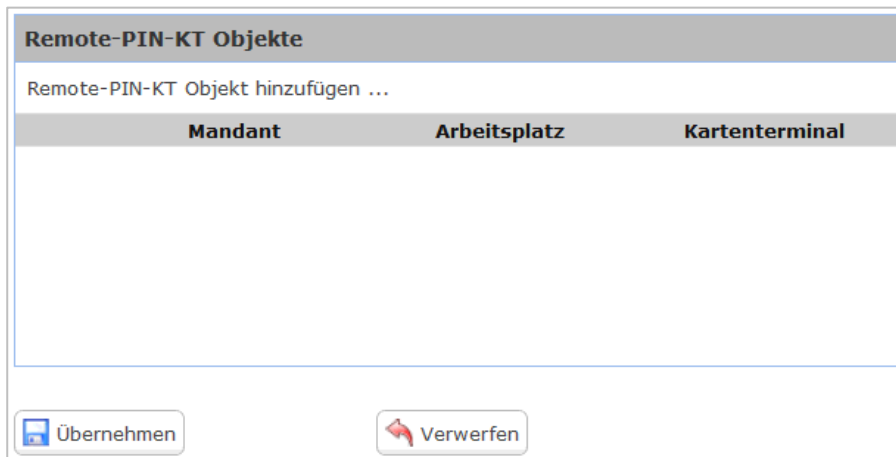 Remote-PIN-KT Objekte
Remote-PIN-KT Objekt hinzufügen ...
Mandant Arbeitsplatz Kartenterminal
Übernehmen Verwerfen